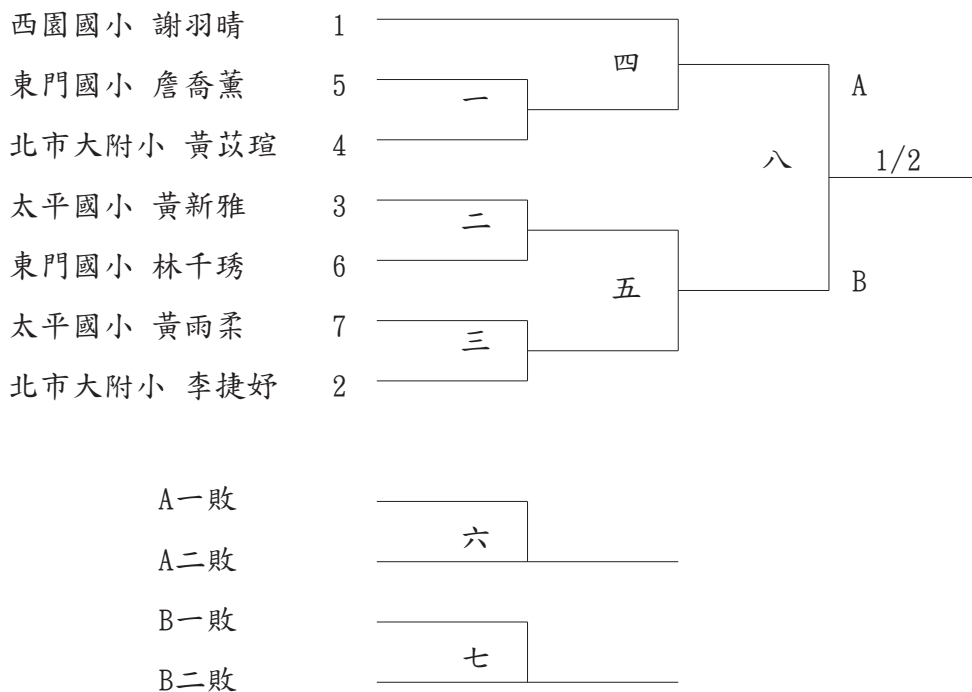 西園國小 謝羽晴 1
四
東門國小 詹喬薰 5
A
一
北市大附小 黃苡瑄 4
八 1/2
太平國小 黃新雅 3
二
東門國小 林千琇 6
五 B
太平國小 黃雨柔 7
三
北市大附小 李捷妤 2
A一敗
六
A二敗
B一敗
七
B二敗